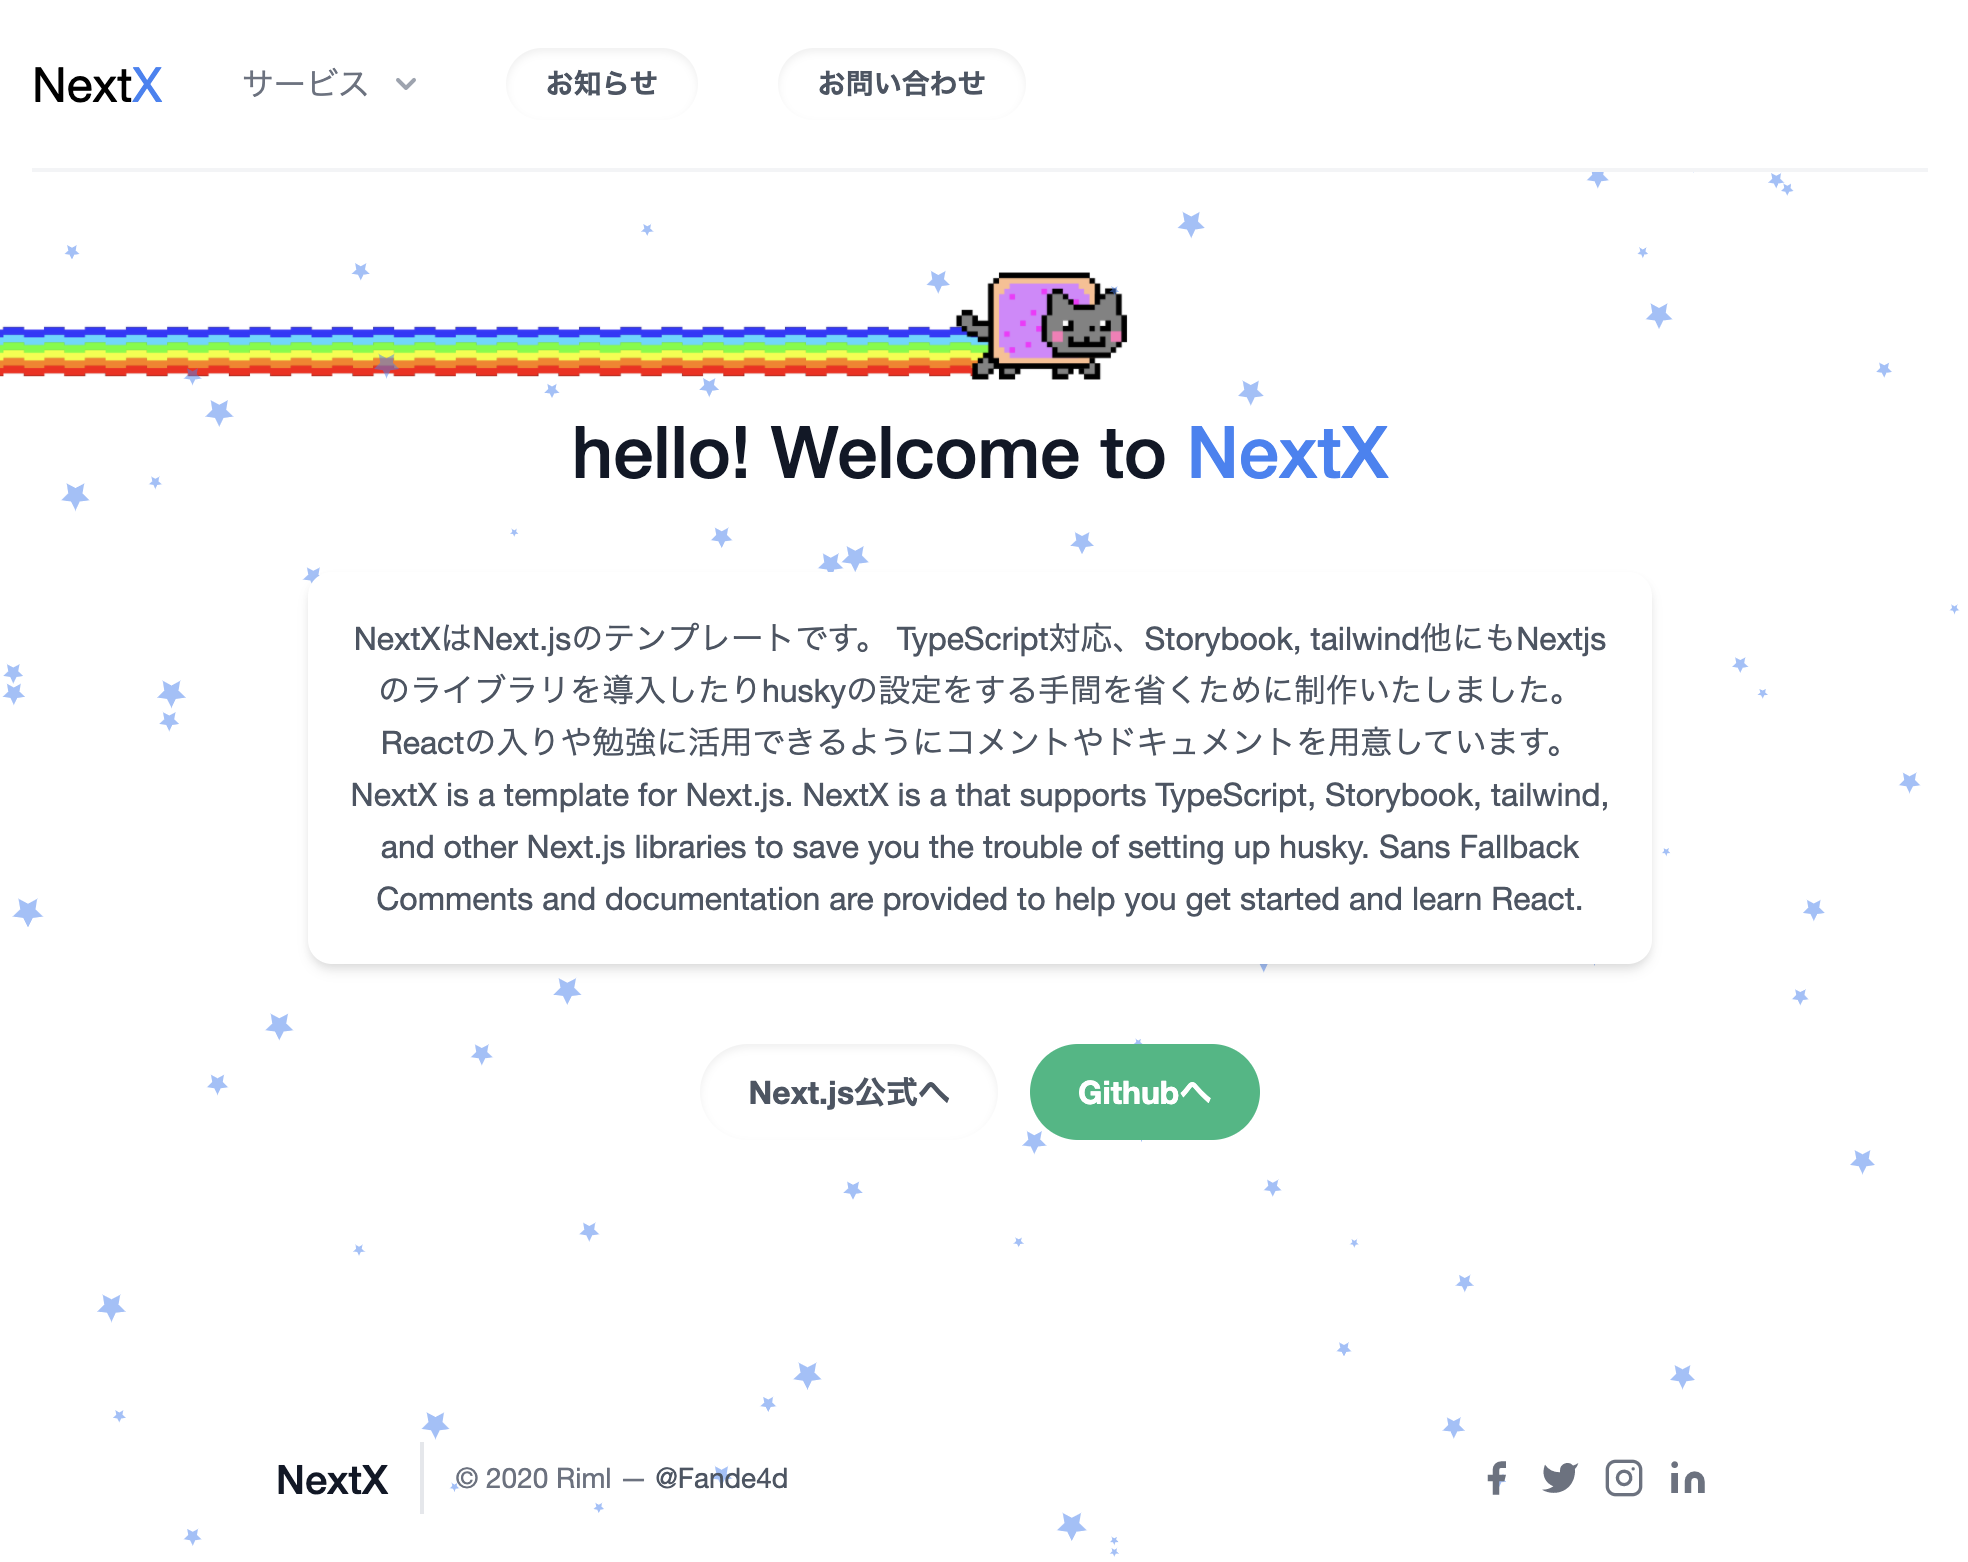 NextX
サービス
お知らせ
お問い合わせ
hello! Welcome to NextX
NextXはNext.jsのテンプレートです。 TypeScript対応、Storybook, tailwind他にもNextjs
のライブラリを導入したりhuskyの設定をする手間を省くために制作いたしました。
Reactの入りや勉強に活用できるようにコメントやドキュメントを用意しています。
NextX is a template for Next.js. NextX is a that supports TypeScript, Storybook, tailwind,
and other Next.js libraries to save you the trouble of setting up husky. Sans Fallback
Comments and documentation are provided to help you get started and learn React.
Next.js公式へ
Githubへ
NextX
© 2020 Riml — @Fande4d